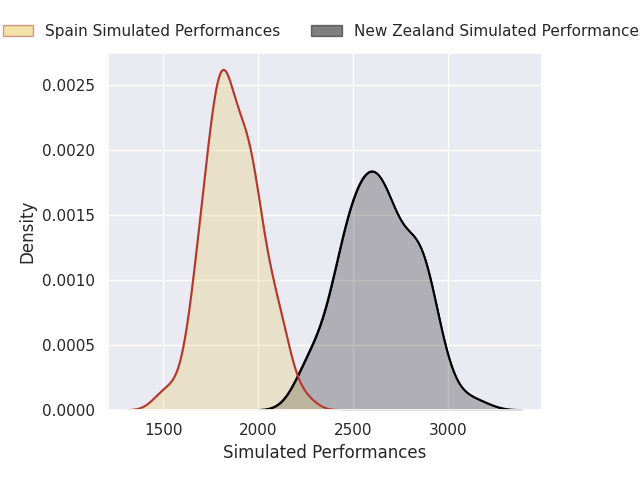 Spain Simulated Performances
New Zealand Simulated Performance
0.0025
0.0020
0.0015
0.0010
0.0005
0.0000
Density
1500 2000 2500 3000
Simulated Performances